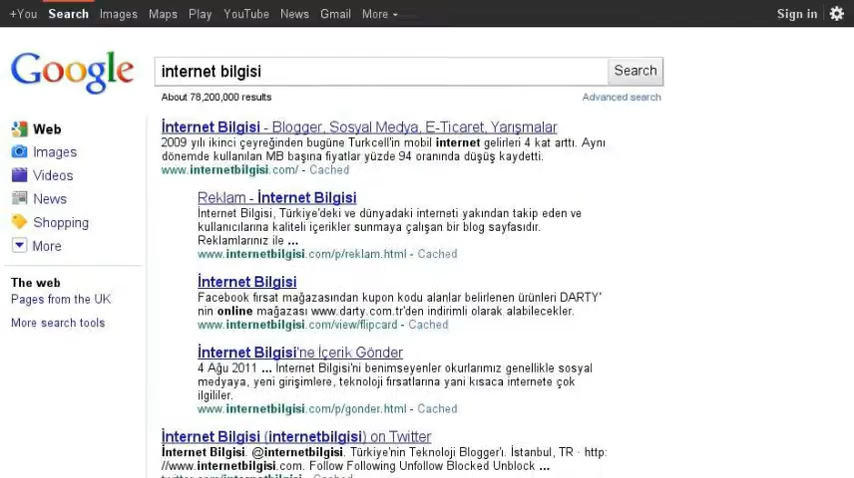 +You Search Images Maps Play YouTube News Gmail More Sign in
Google
internet bilgisi Search
About 78,200,000 results Advanced search
Web
Images
Videos
News
Shopping
More
The web
Pages from the UK
More search tools
İnternet Bilgisi - Blogger, Sosyal Medya, E-Ticaret, Yarışmalar
2009 yılı ikinci çeyreğinden bugüne Turkcell'in mobil internet gelirleri 4 kat arttı. Aynı
dönemde kullanılan MB başına fiyatlar yüzde 94 oranında düşüş kaydetti.
www.internetbilgisi.com/ - Cached
Reklam - İnternet Bilgisi
İnternet Bilgisi, Türkiye'deki ve dünyadaki interneti yakından takip eden ve
kullanıcılarına kaliteli içerikler sunmaya çalışan bir blog sayfasıdır.
Reklamlarınız ile ...
www.internetbilgisi.com/p/reklam.html - Cached
İnternet Bilgisi
Facebook fırsat mağazasından kupon kodu alanlar belirlenen ürünleri DARTY'
nin online mağazası www.darty.com.tr'den indirimli olarak alabilecekler.
www.internetbilgisi.com/view/flipcard - Cached
İnternet Bilgisi'ne İçerik Gönder
4 Ağu 2011 ... İnternet Bilgisi'ni benimseyenler okurlarımız genellikle sosyal
medyaya, yeni girişimlere, teknoloji fırsatlarına yani kısaca internete çok
ilgililer.
www.internetbilgisi.com/p/gonder.html - Cached
İnternet Bilgisi (internetbilgisi) on Twitter
İnternet Bilgisi. @internetbilgisi. Türkiye'nin Teknoloji Blogger'ı. İstanbul, TR · http:
//www.internetbilgisi.com. Follow Following Unfollow Blocked Unblock ...
twitter.com/internetbilgisi - Cached